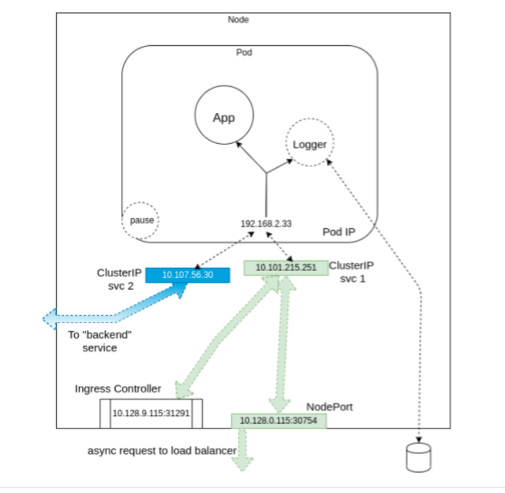 Node
Pod
App
Logger
pause
192.168.2.33
Pod IP
ClusterIP
svc 2
10.107.56.30
10.101.215.251
ClusterIP
svc 1
To "backend"
service
Ingress Controller
10.128.9.115:31291
NodePort
10.128.0.115:30754
async request to load balancer